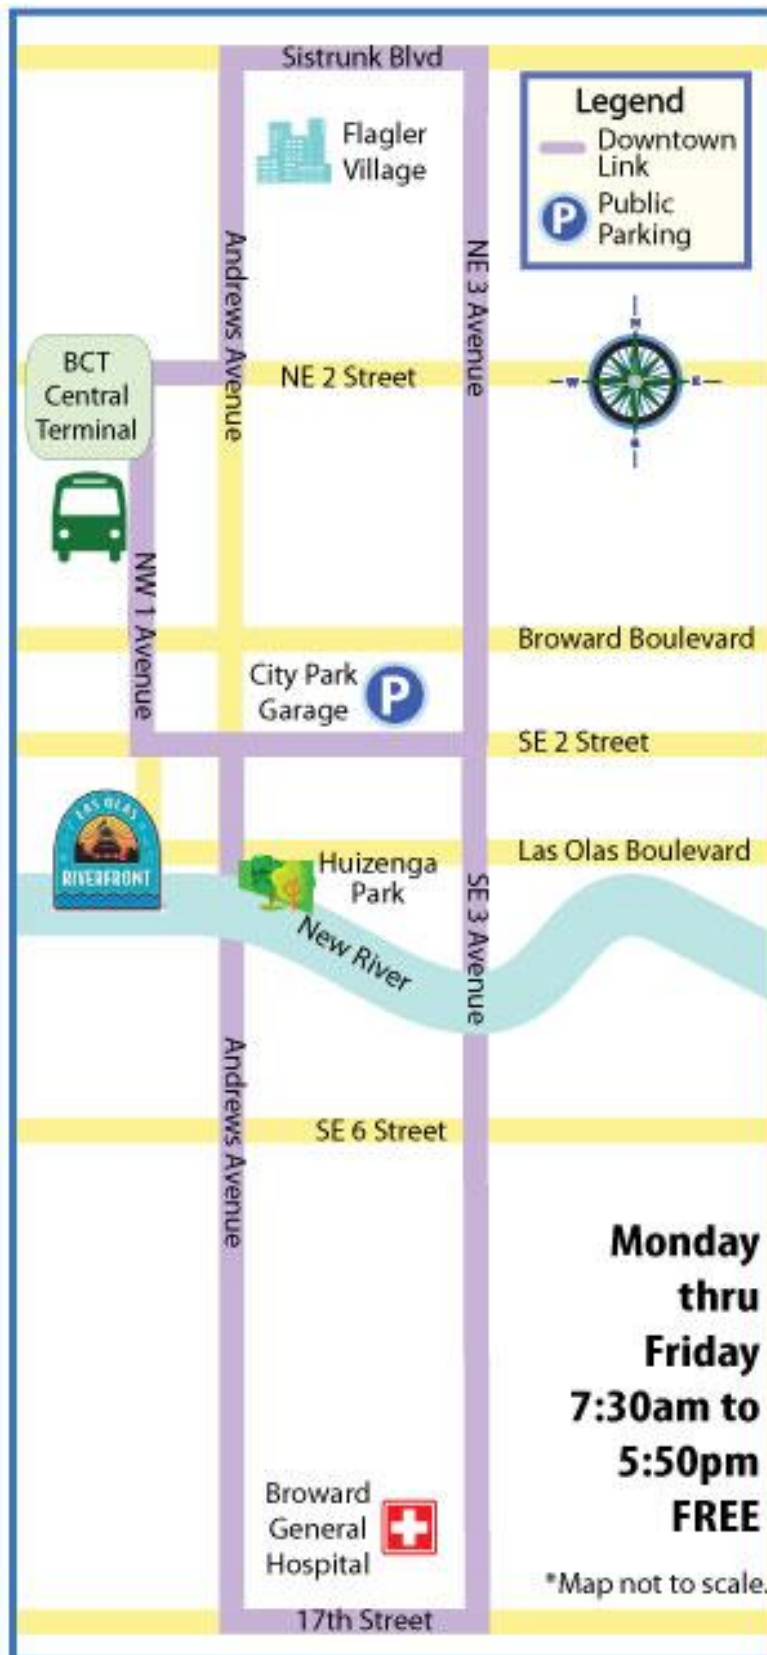 Sistrunk Blvd
Flagler
Village
Legend
Downtown
Link
P
Public
Parking
Andrews Avenue
NE 3 Avenue
BCT
Central
Terminal
NE 2 Street
N
W
E
S
NW 1 Avenue
Broward Boulevard
City Park
Garage
P
SE 2 Street
LAS OLAS
RIVERFRONT
Huizenga
Park
Las Olas Boulevard
New River
SE 3 Avenue
Andrews Avenue
SE 6 Street
Monday
thru
Friday
7:30am to
5:50pm
FREE
Broward
General
Hospital
*Map not to scale.
17th Street